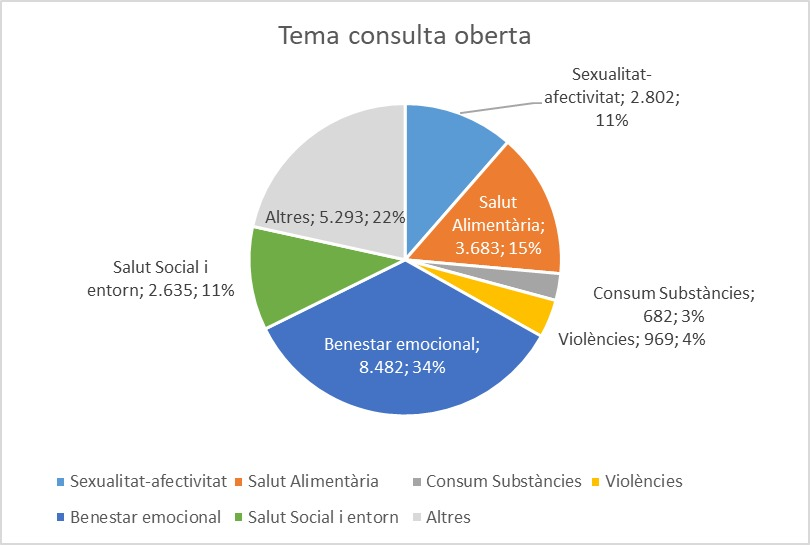 Tema consulta oberta
Sexualitat-
afectivitat; 2.802;
11%
Salut
Alimentària;
3.683; 15%
Consum Substàncies;
682; 3%
Violències; 969; 4%
Benestar emocional;
8.482; 34%
Salut Social i
entorn; 2.635; 11%
Altres; 5.293; 22%
Sexualitat-afectivitat Salut Alimentària Consum Substàncies Violències
Benestar emocional Salut Social i entorn Altres